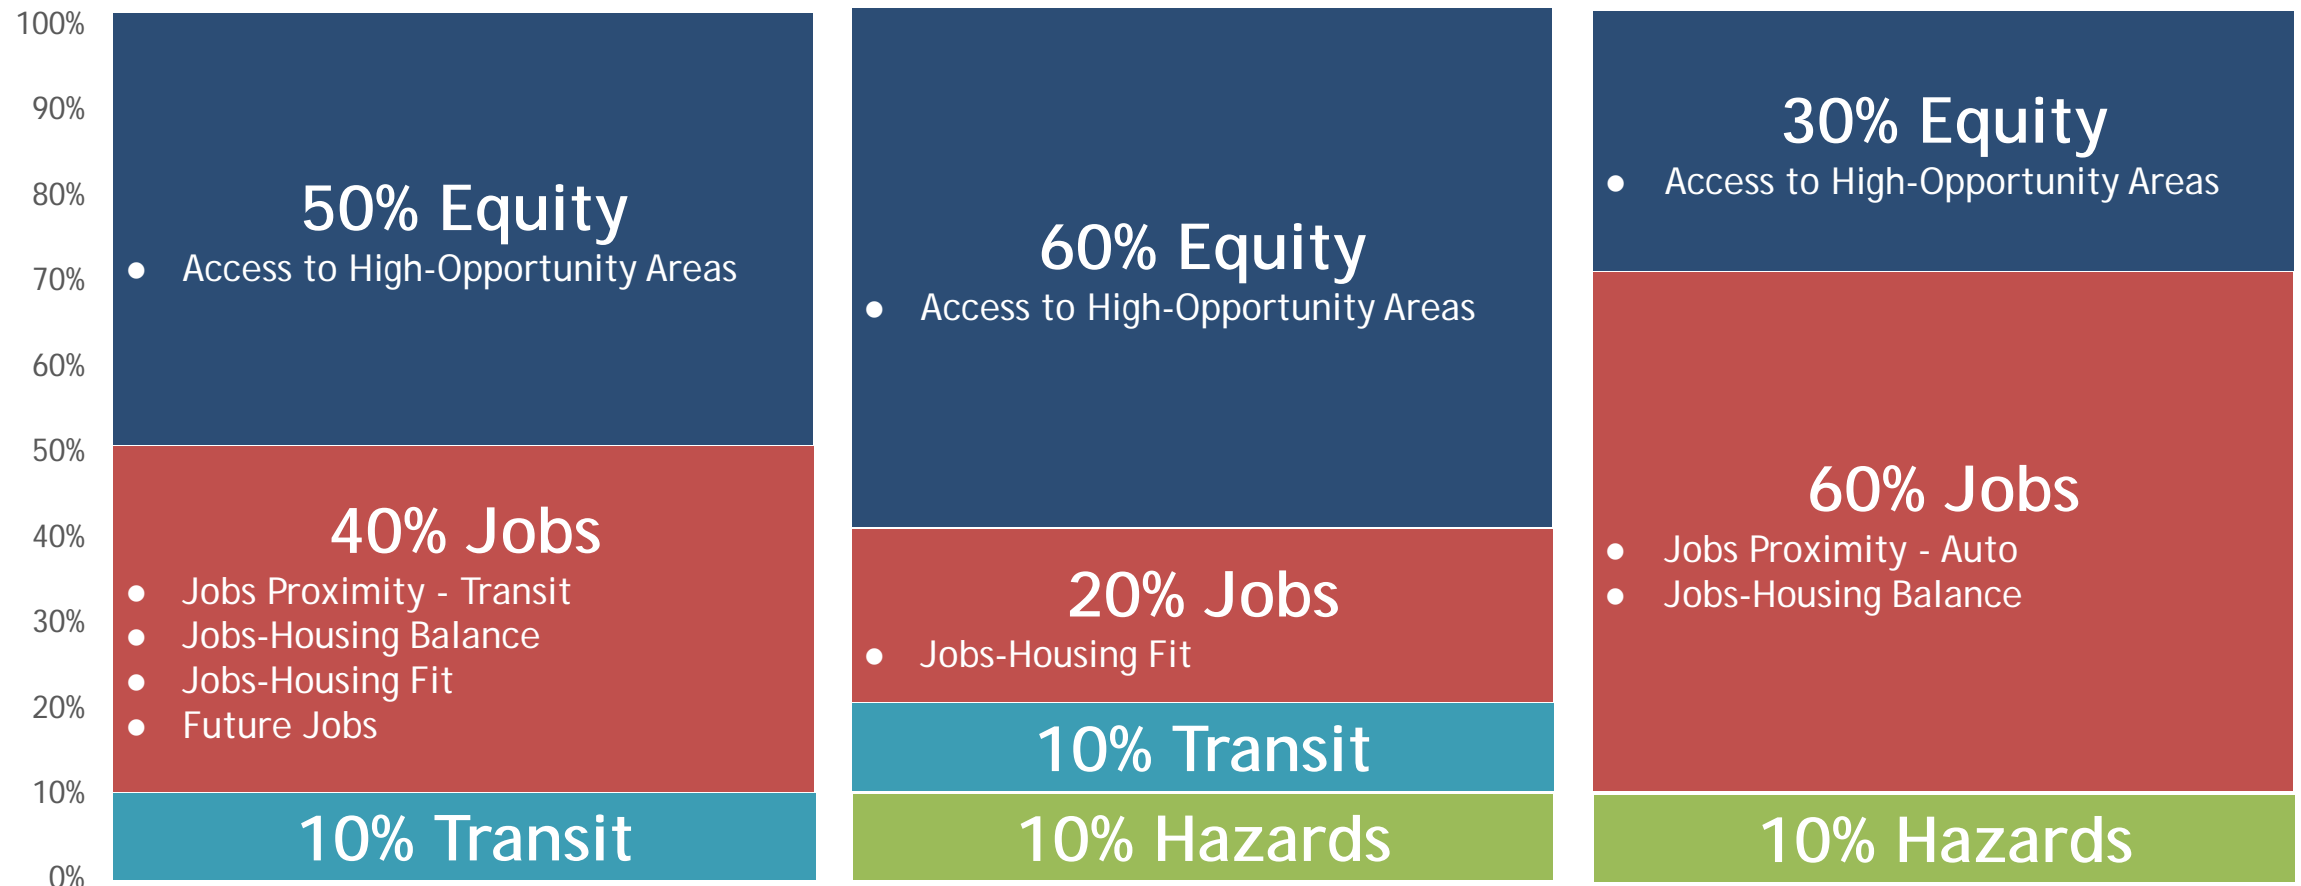 100%
90%
80%
70%
60%
50%
40%
30%
20%
10%
0%
50% Equity
● Access to High-Opportunity Areas
40% Jobs
● Jobs Proximity - Transit
● Jobs-Housing Balance
● Jobs-Housing Fit
● Future Jobs
10% Transit
60% Equity
● Access to High-Opportunity Areas
20% Jobs
● Jobs-Housing Fit
10% Transit
10% Hazards
30% Equity
● Access to High-Opportunity Areas
60% Jobs
● Jobs Proximity - Auto
● Jobs-Housing Balance
10% Hazards